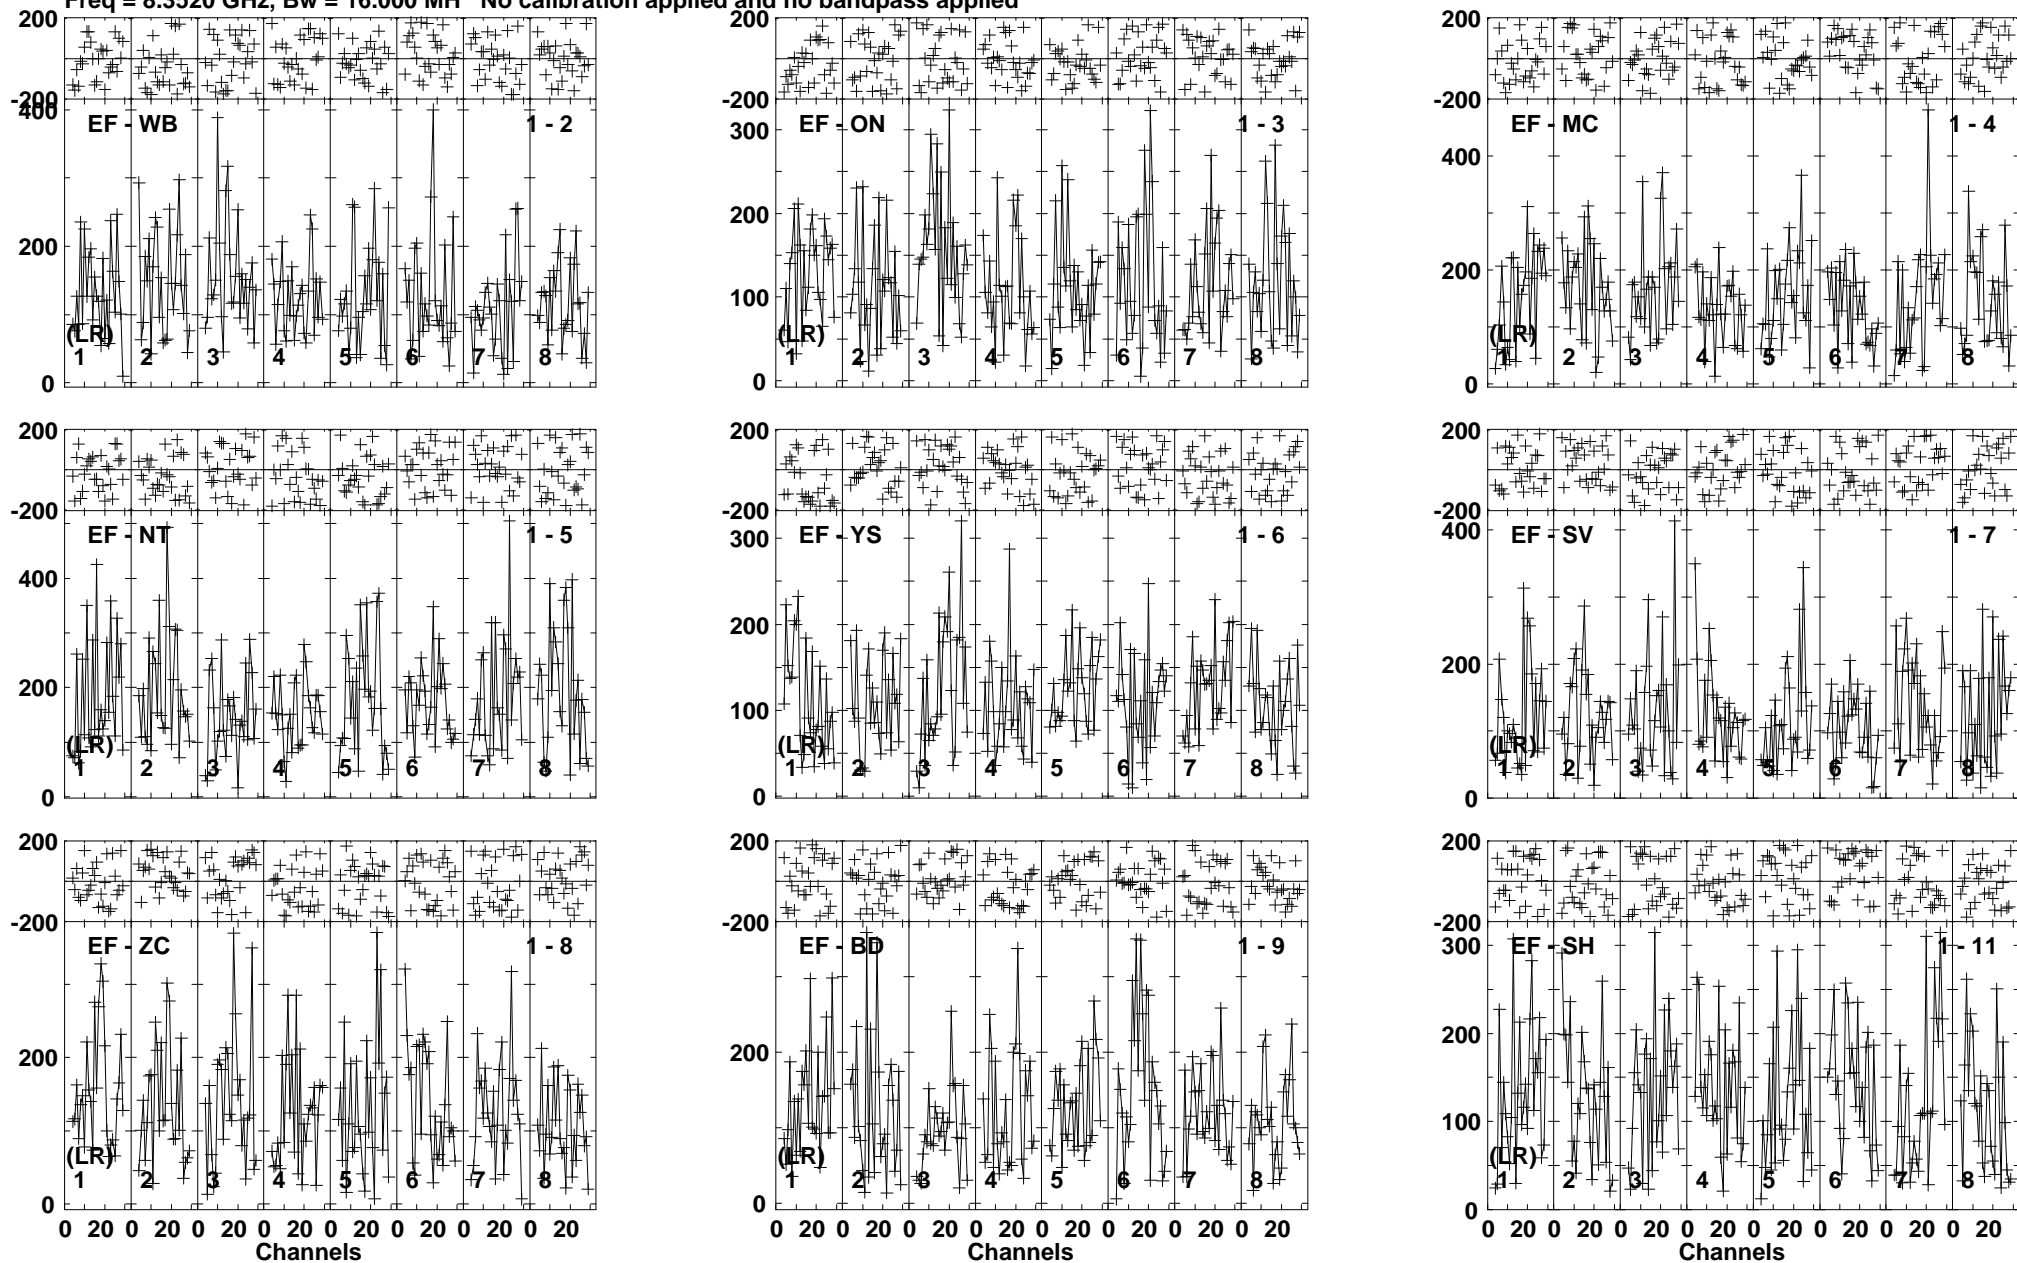 Freq = 8.3520 GHz, Bw = 16.000 MH No calibration applied and no bandpass applied
200 200 200
-200 -200 -200
EF - WB 1 - 2 EF - ON 1 - 3 EF - MC 1 - 4
400 300 400
200 200 200
100
(LR) (LR) (LR)
1 2 3 4 5 6 7 8 1 2 3 4 5 6 7 8 1 2 3 4 5 6 7 8
0 0 0
200 200 200
-200 -200 -200
EF - NT 1 - 5 EF - YS 1 - 6 EF - SV 1 - 7
400 300 400
200 200 200
100
(LR) (LR) (LR)
1 2 3 4 5 6 7 8 1 2 3 4 5 6 7 8 1 2 3 4 5 6 7 8
0 0 0
200 200 200
-200 -200 -200
EF - ZC 1 - 8 EF - BD 1 - 9 EF - SH 1 - 11
300
200 200 200
100
(LR) (LR) (LR)
1 2 3 4 5 6 7 8 1 2 3 4 5 6 7 8 1 2 3 4 5 6 7 8
0 0 0
0 20 0 20 0 20 0 20 0 20 0 20 0 20 0 20 0 20 0 20 0 20 0 20 0 20 0 20 0 20 0 20 0 20 0 20 0 20 0 20 0 20 0 20 0 20 0 20
Channels Channels Channels